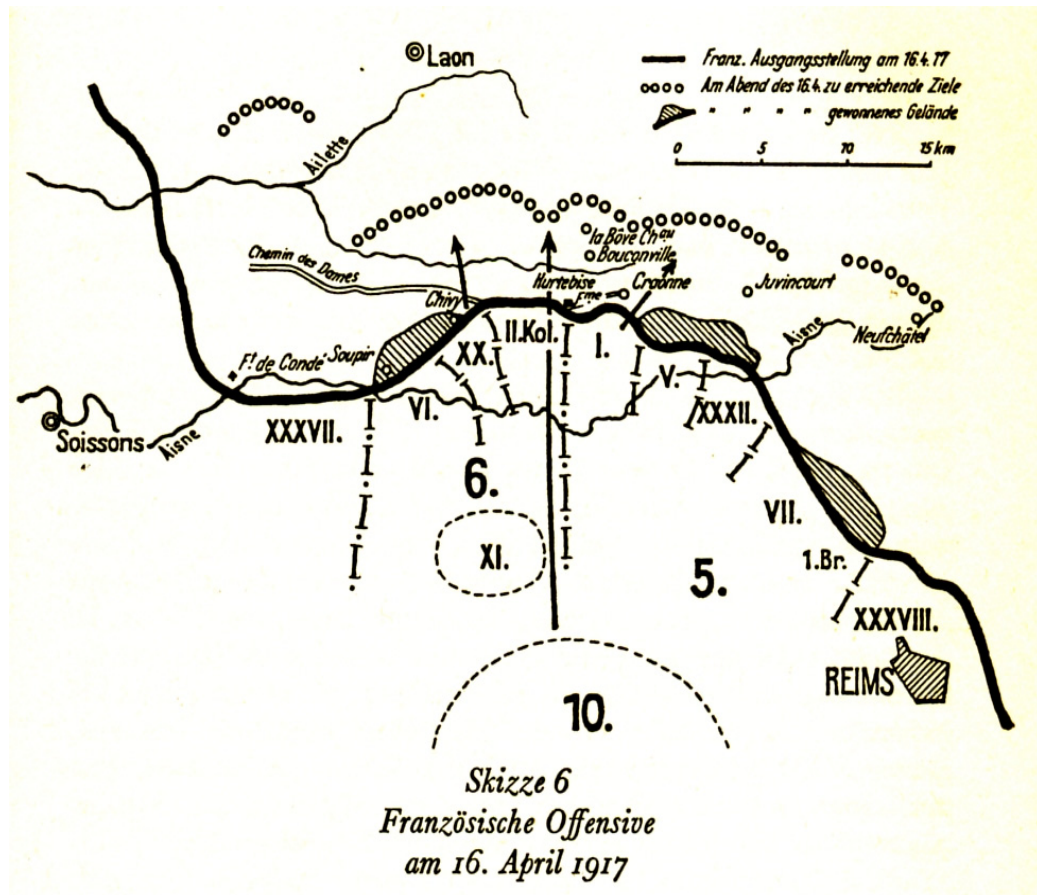 Laon
Franz. Ausgangsstellung am 16.4.17
Am Abend des 16.4. zu erreichende Ziele
" " " " gewonnenes Gelände
0 5 10 15 km
Ailette
la Bôve Chau
Bouconville
Chemin des Dames
Hurtebise
Fme
Craonne
Juvincourt
Chivy
Aisne
Neufchâtel
II.Kol.
I.
XX.
Ft. de Condé
Soupir
V.
XXXII.
VI.
Soissons
Aisne
XXXVII.
6.
VII.
XI.
1.Br.
5.
XXXVIII.
REIMS
10.
Skizze 6
Französische Offensive
am 16. April 1917